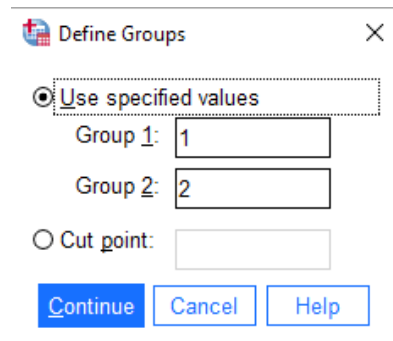 Define Groups
Use specified values
Group 1: 1
Group 2: 2
Cut point:
Continue Cancel Help